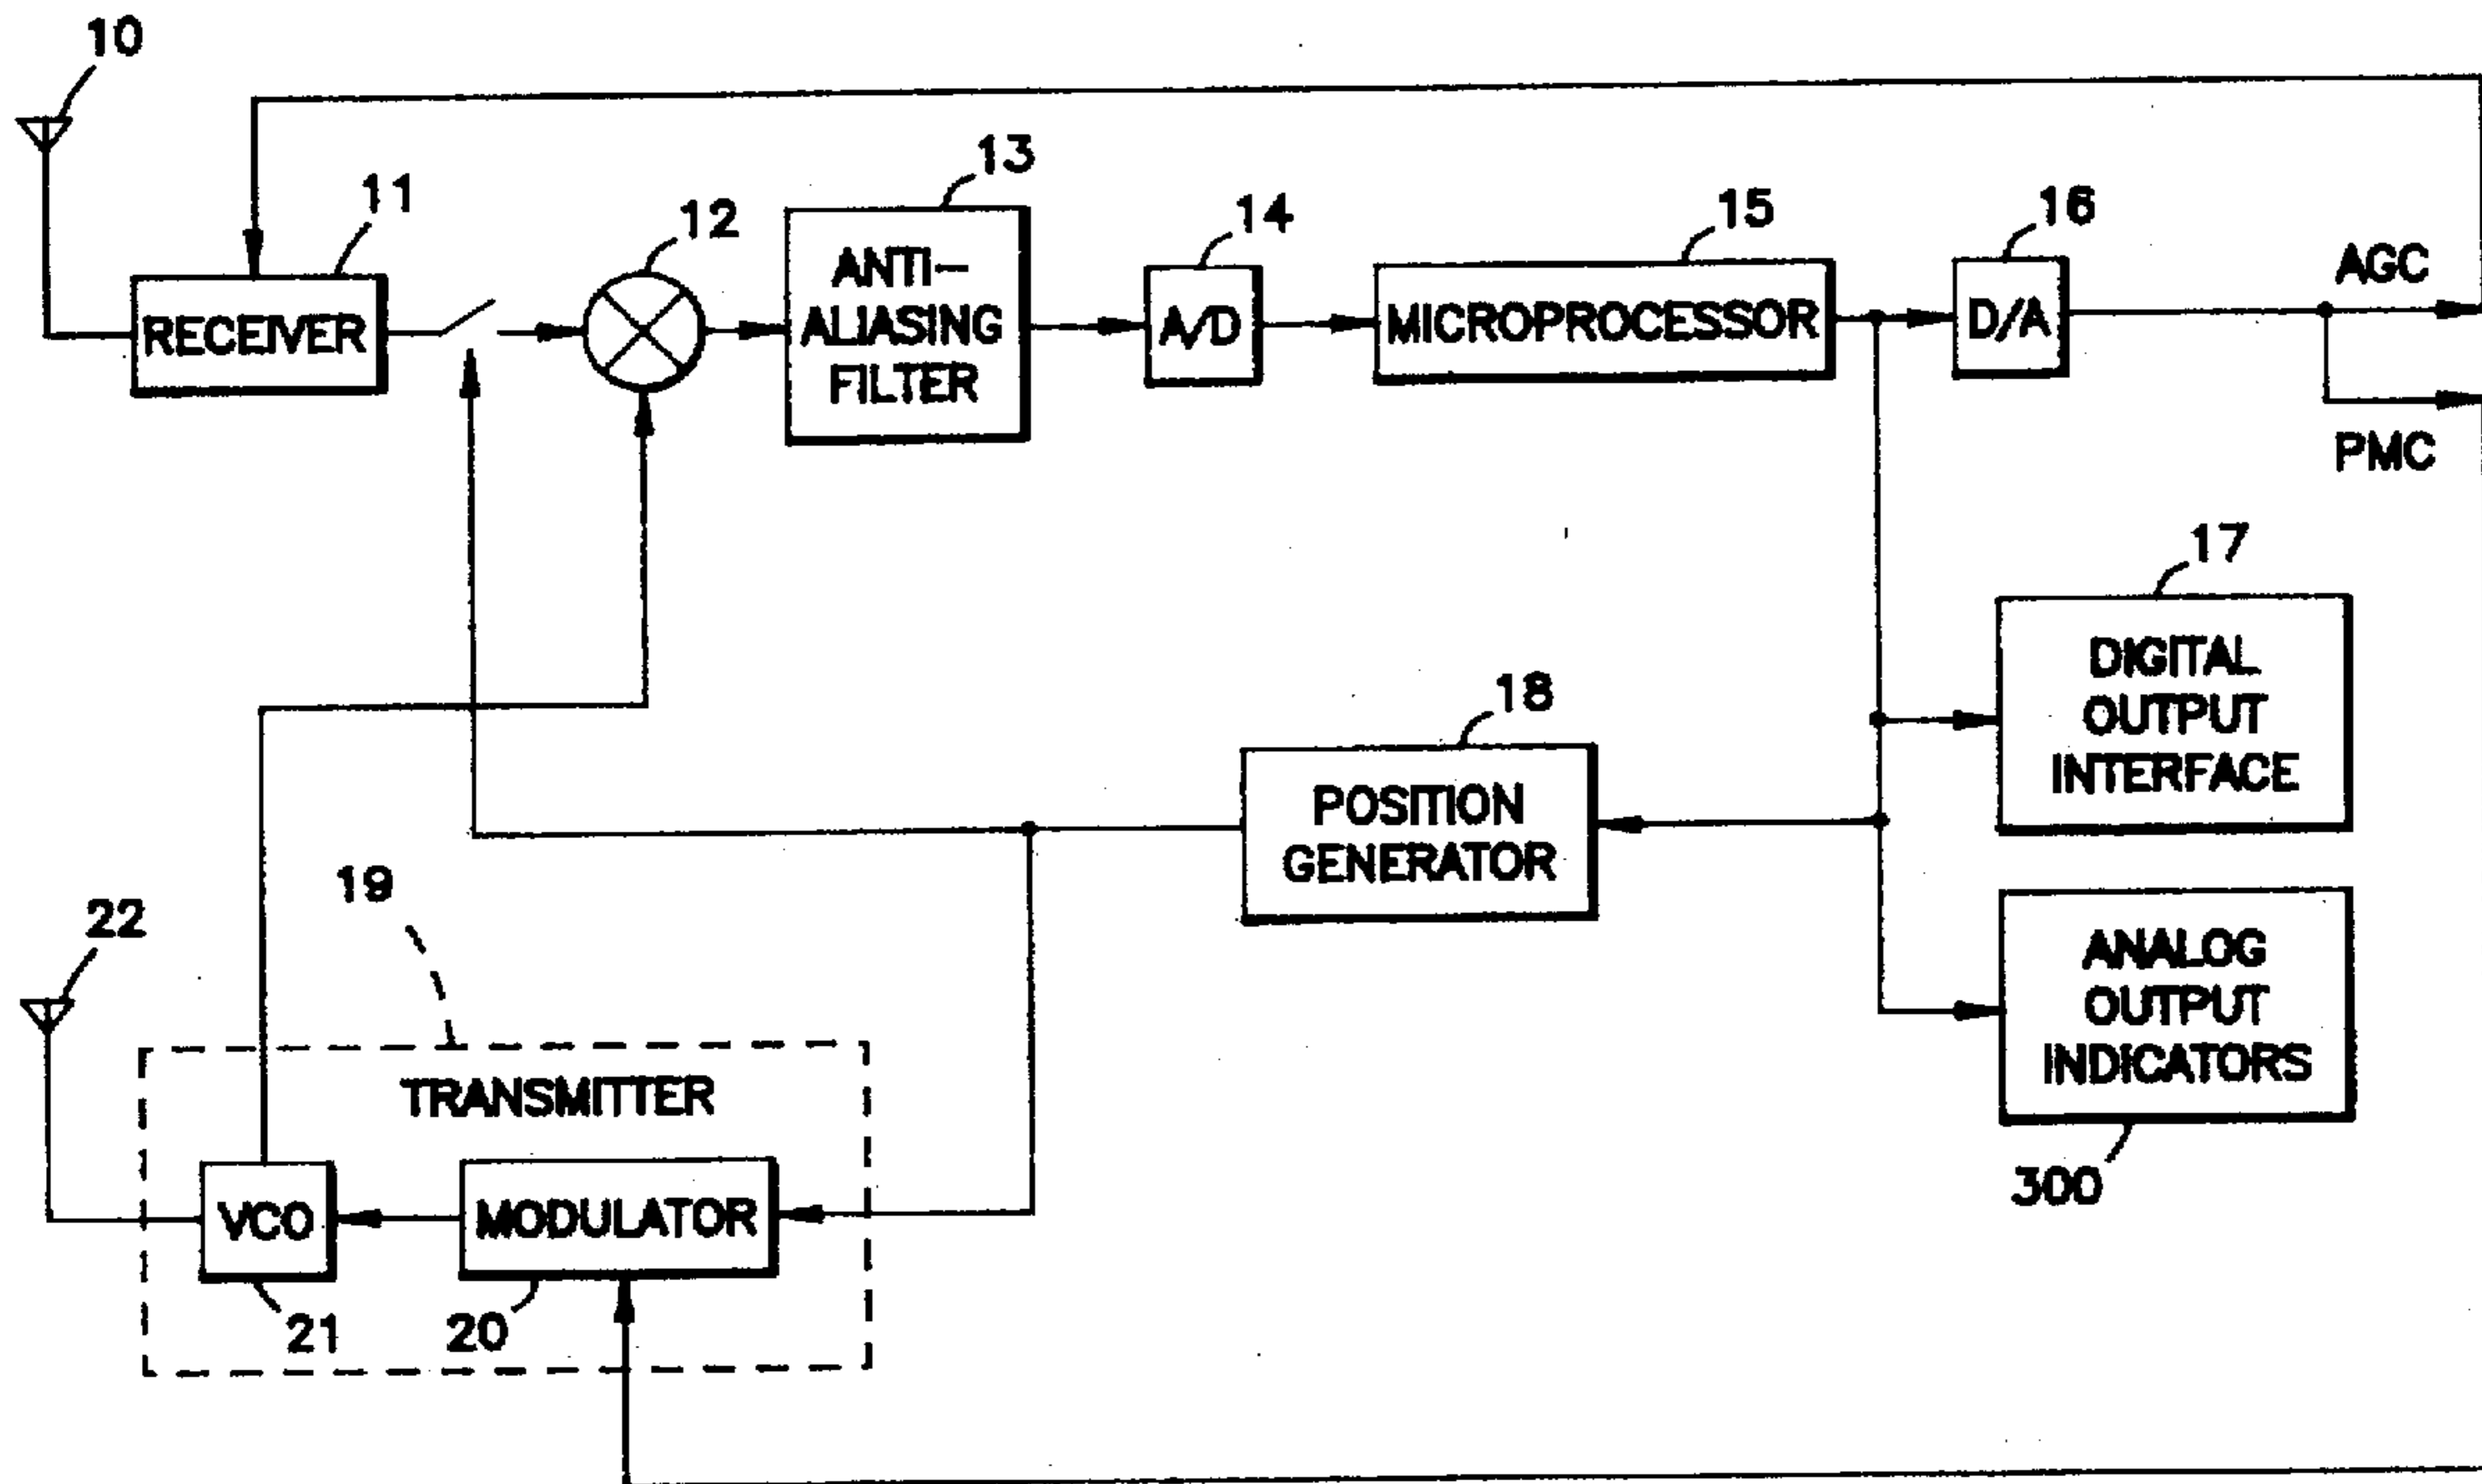 10
11
RECEIVER
12
13
ANTI-
ALIASING
FILTER
14
A/D
15
MICROPROCESSOR
16
D/A
AGC
PMC
17
DIGITAL
OUTPUT
INTERFACE
18
POSITION
GENERATOR
19
22
ANALOG
OUTPUT
INDICATORS
300
TRANSMITTER
VCO
MODULATOR
21
20